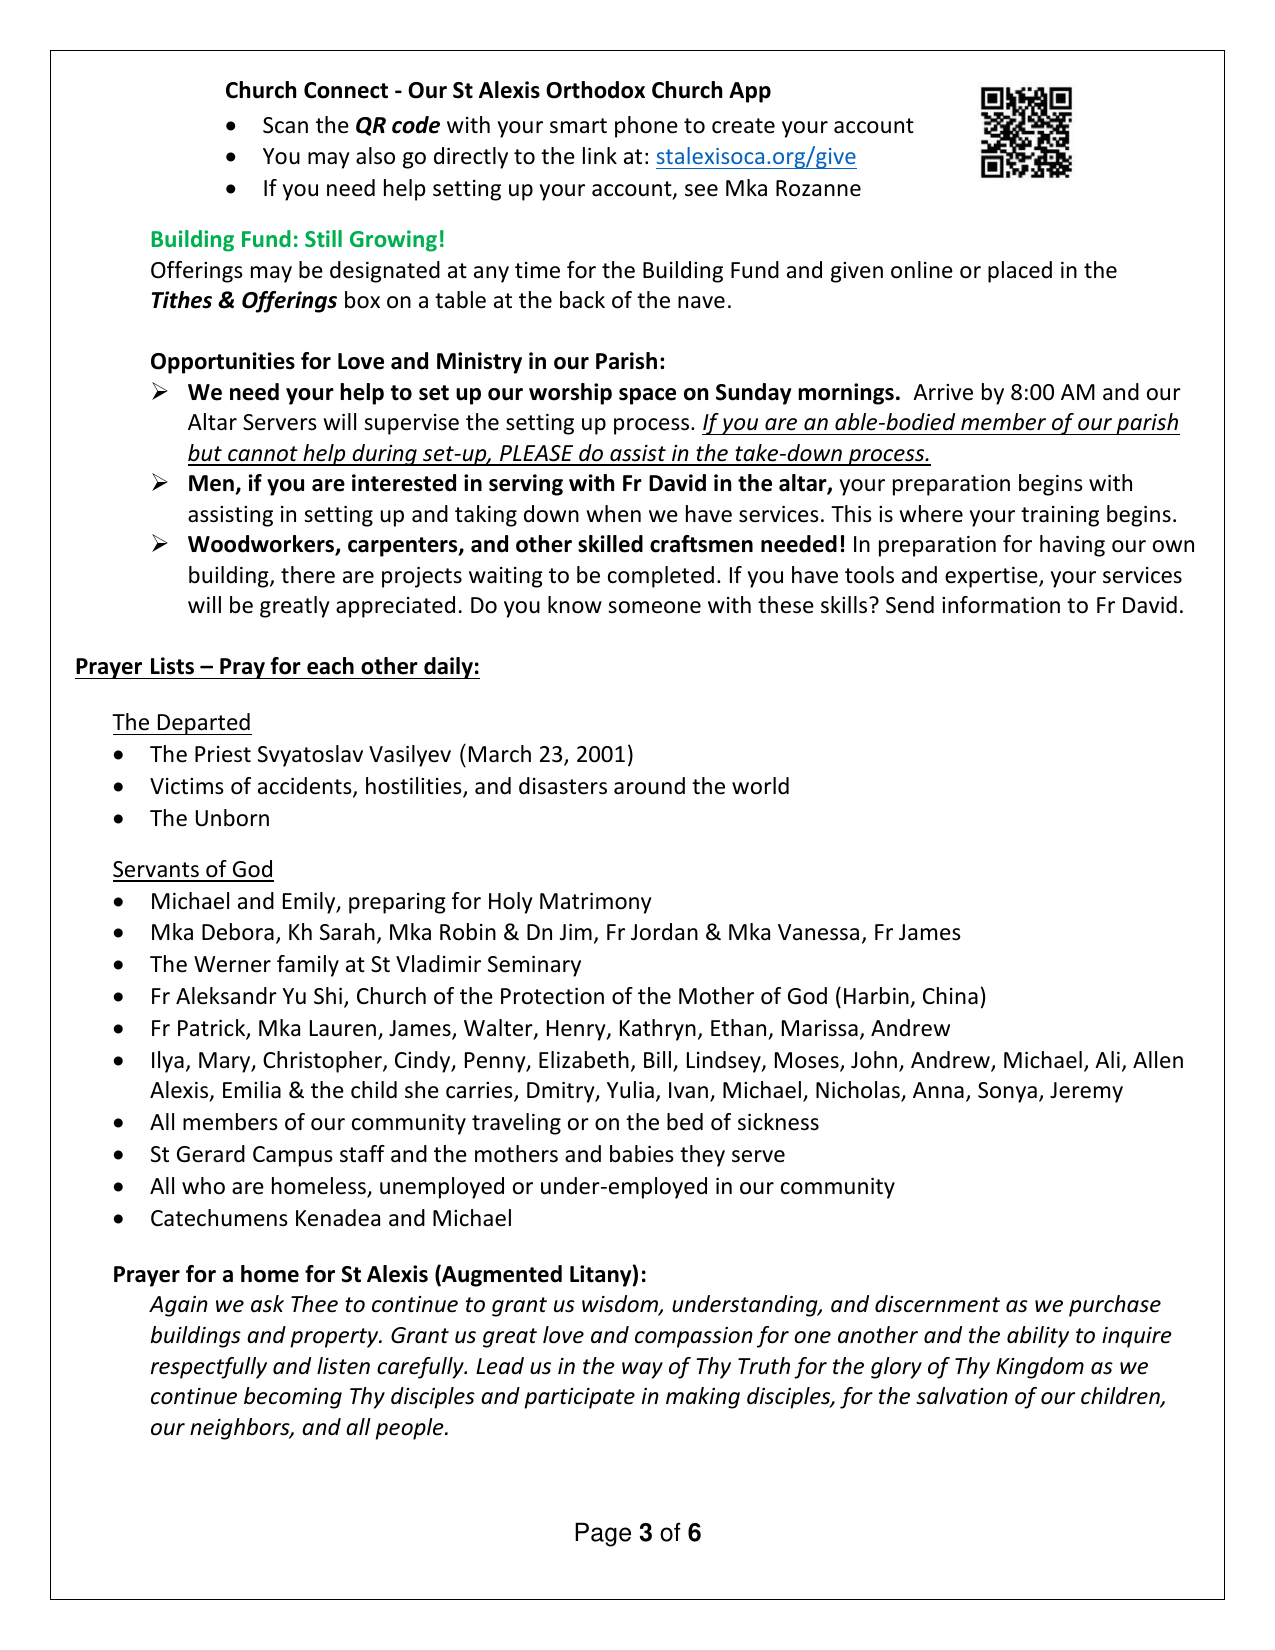 Church Connect - Our St Alexis Orthodox Church App
• Scan the QR code with your smart phone to create your account
• You may also go directly to the link at: stalexisoca.org/give
• If you need help setting up your account, see Mka Rozanne
Building Fund: Still Growing!
Offerings may be designated at any time for the Building Fund and given online or placed in the
Tithes & Offerings box on a table at the back of the nave.
Opportunities for Love and Ministry in our Parish:
➢ We need your help to set up our worship space on Sunday mornings. Arrive by 8:00 AM and our
Altar Servers will supervise the setting up process. If you are an able-bodied member of our parish
but cannot help during set-up, PLEASE do assist in the take-down process.
➢ Men, if you are interested in serving with Fr David in the altar, your preparation begins with
assisting in setting up and taking down when we have services. This is where your training begins.
➢ Woodworkers, carpenters, and other skilled craftsmen needed! In preparation for having our own
building, there are projects waiting to be completed. If you have tools and expertise, your services
will be greatly appreciated. Do you know someone with these skills? Send information to Fr David.
Prayer Lists – Pray for each other daily:
The Departed
• The Priest Svyatoslav Vasilyev (March 23, 2001)
• Victims of accidents, hostilities, and disasters around the world
• The Unborn
Servants of God
• Michael and Emily, preparing for Holy Matrimony
• Mka Debora, Kh Sarah, Mka Robin & Dn Jim, Fr Jordan & Mka Vanessa, Fr James
• The Werner family at St Vladimir Seminary
• Fr Aleksandr Yu Shi, Church of the Protection of the Mother of God (Harbin, China)
• Fr Patrick, Mka Lauren, James, Walter, Henry, Kathryn, Ethan, Marissa, Andrew
• Ilya, Mary, Christopher, Cindy, Penny, Elizabeth, Bill, Lindsey, Moses, John, Andrew, Michael, Ali, Allen
Alexis, Emilia & the child she carries, Dmitry, Yulia, Ivan, Michael, Nicholas, Anna, Sonya, Jeremy
• All members of our community traveling or on the bed of sickness
• St Gerard Campus staff and the mothers and babies they serve
• All who are homeless, unemployed or under-employed in our community
• Catechumens Kenadea and Michael
Prayer for a home for St Alexis (Augmented Litany):
Again we ask Thee to continue to grant us wisdom, understanding, and discernment as we purchase
buildings and property. Grant us great love and compassion for one another and the ability to inquire
respectfully and listen carefully. Lead us in the way of Thy Truth for the glory of Thy Kingdom as we
continue becoming Thy disciples and participate in making disciples, for the salvation of our children,
our neighbors, and all people.
Page 3 of 6